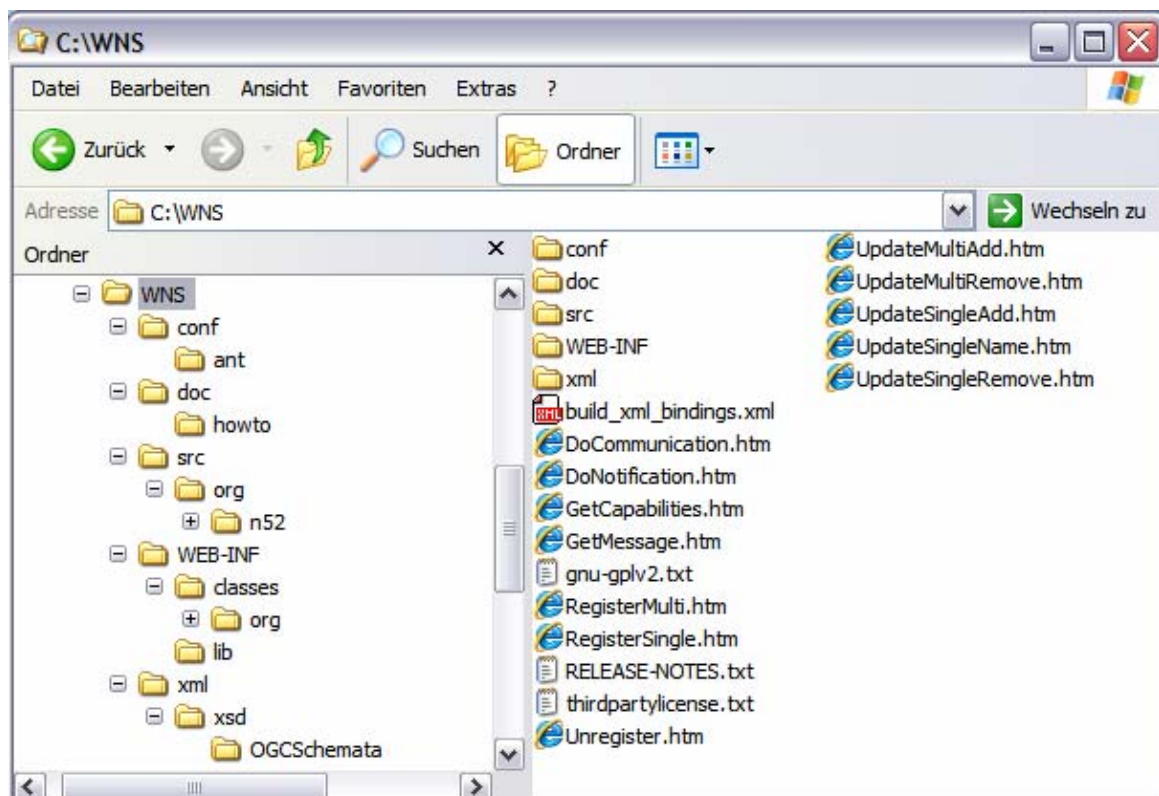 C:\WNS
Datei Bearbeiten Ansicht Favoriten Extras ?
Zurück Suchen Ordner
Adresse C:\WNS Wechseln zu
Ordner
WNS
conf
ant
doc
howto
src
org
n52
WEB-INF
classes
org
lib
xml
xsd
OGCSchemata
conf
doc
src
WEB-INF
xml
build_xml_bindings.xml
DoCommunication.htm
DoNotification.htm
GetCapabilities.htm
GetMessage.htm
gnu-gplv2.txt
RegisterMulti.htm
RegisterSingle.htm
RELEASE-NOTES.txt
thirdpartylicense.txt
Unregister.htm
UpdateMultiAdd.htm
UpdateMultiRemove.htm
UpdateSingleAdd.htm
UpdateSingleName.htm
UpdateSingleRemove.htm